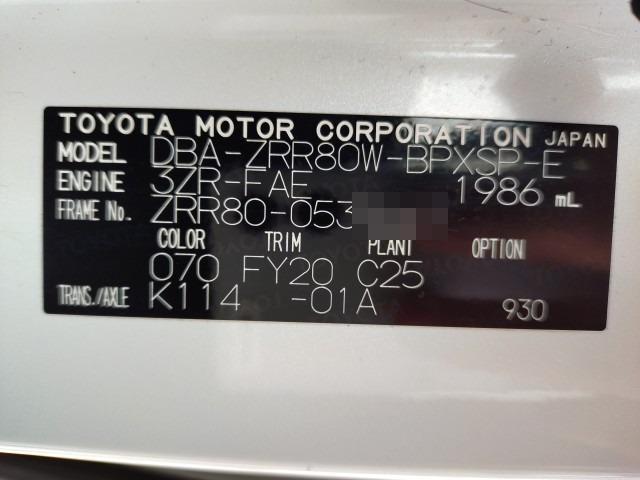 TOYOTA MOTOR CORPORATION JAPAN
MODEL DBA-ZRR80W-BPXSP-E
ENGINE 3ZR-FAE 1986 mL
FRAME No. ZRR80-053
COLOR TRIM PLANT OPTION
070 FY20 C25
TRANS./AXLE K114 -01A 930